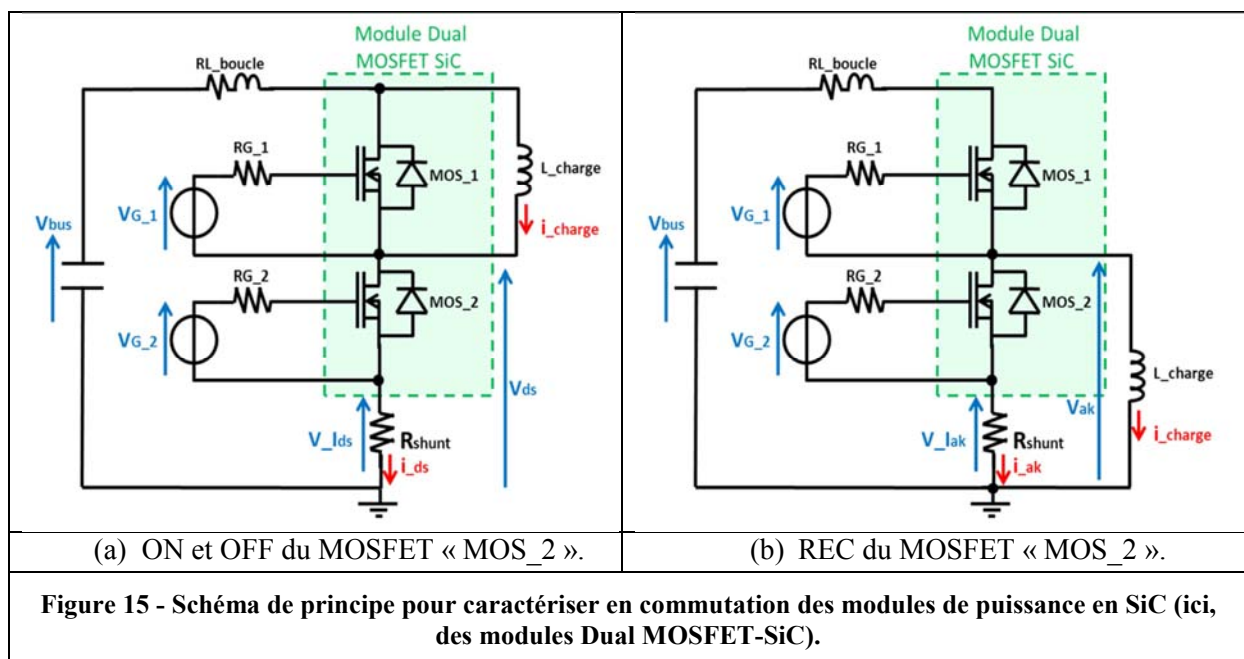 Module Dual
MOSFET SiC
RL_boucle
RG_1
MOS_1
L_charge
VG_1
i_charge
Vbus
RG_2
MOS_2
VG_2
Vds
V_Ids
Rshunt
i_ds
(a) ON et OFF du MOSFET « MOS_2 ».
Module Dual
MOSFET SiC
RL_boucle
RG_1
MOS_1
VG_1
Vbus
RG_2
MOS_2
VG_2
L_charge
Vak
V_Iak
Rshunt
i_charge
i_ak
(b) REC du MOSFET « MOS_2 ».
Figure 15 - Schéma de principe pour caractériser en commutation des modules de puissance en SiC (ici,
des modules Dual MOSFET-SiC).